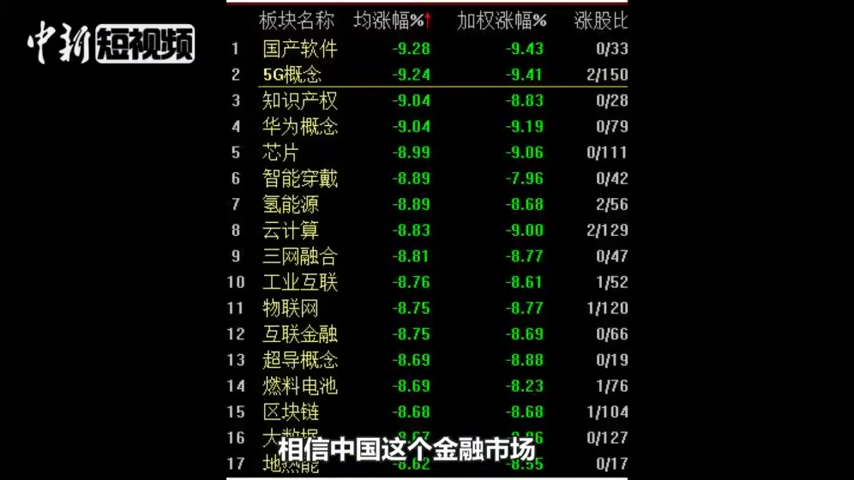 中新短视频
板块名称 均涨幅%↑ 加权涨幅% 涨股比
1 国产软件 -9.28 -9.43 0/33
2 5G概念 -9.24 -9.41 2/150
3 知识产权 -9.04 -8.83 0/28
4 华为概念 -9.04 -9.19 0/79
5 芯片 -8.99 -9.06 0/111
6 智能穿戴 -8.89 -7.96 0/42
7 氢能源 -8.89 -8.68 2/56
8 云计算 -8.83 -9.00 2/129
9 三网融合 -8.81 -8.77 0/47
10 工业互联 -8.76 -8.61 1/52
11 物联网 -8.75 -8.77 1/120
12 互联金融 -8.75 -8.69 0/66
13 超导概念 -8.69 -8.88 0/19
14 燃料电池 -8.69 -8.23 1/76
15 区块链 -8.68 -8.68 1/104
16 大数据 0/127
相信中国这个金融市场
17 地热能 -8.62 -8.55 0/17